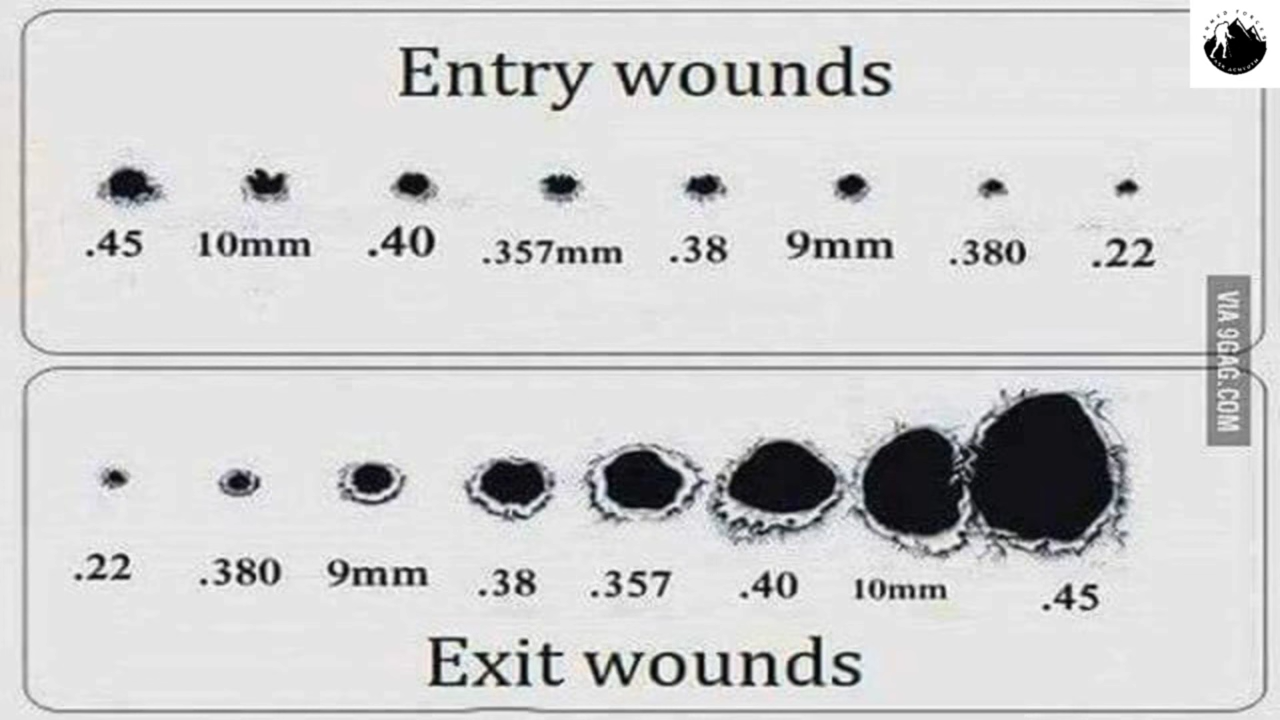 Entry wounds
.45 10mm .40 .357mm .38 9mm .380 .22
VIA 9GAG.COM
.22 .380 9mm .38 .357 .40 10mm .45
Exit wounds